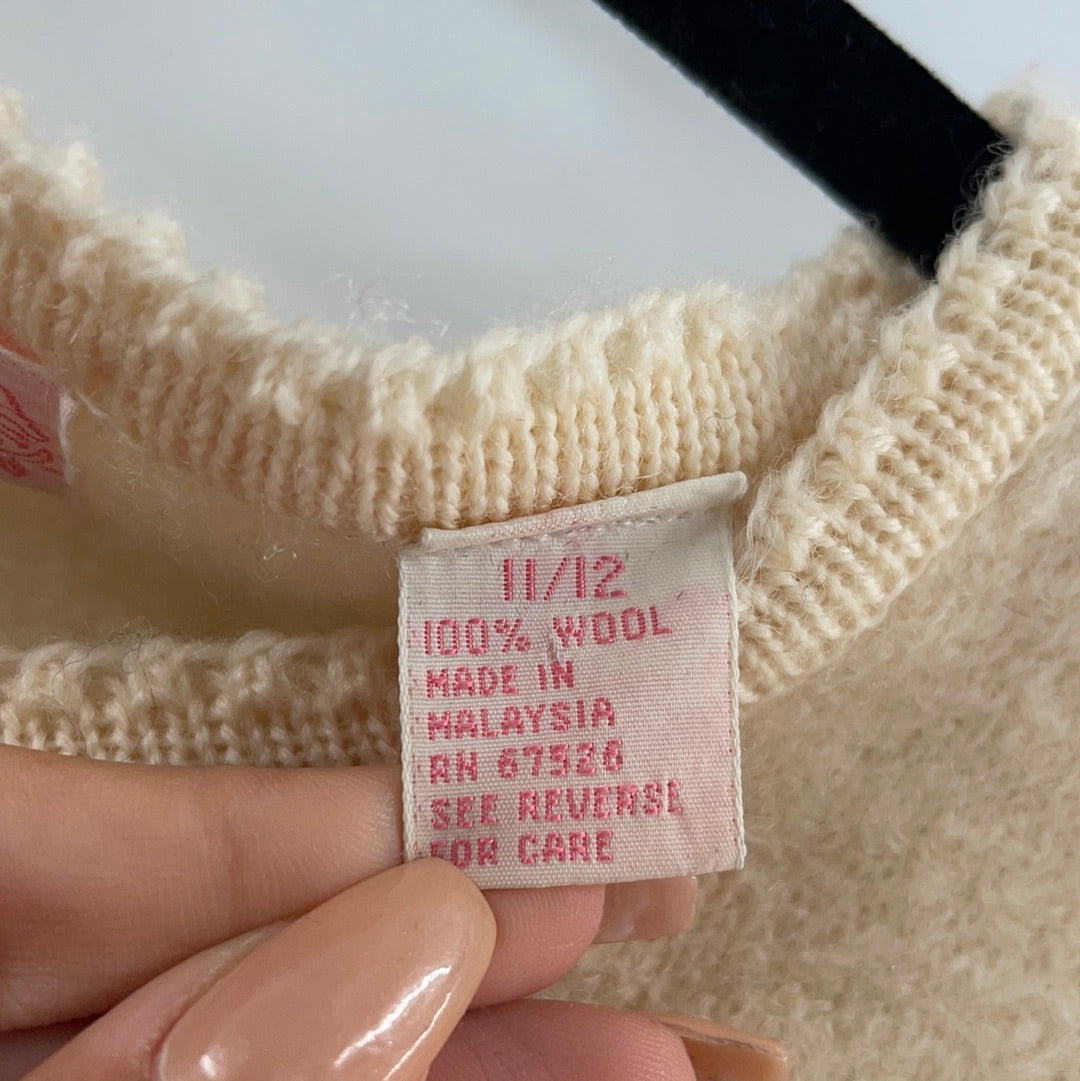 11/12
100% WOOL
MADE IN
MALAYSIA
RN 67526
SEE REVERSE
FOR CARE